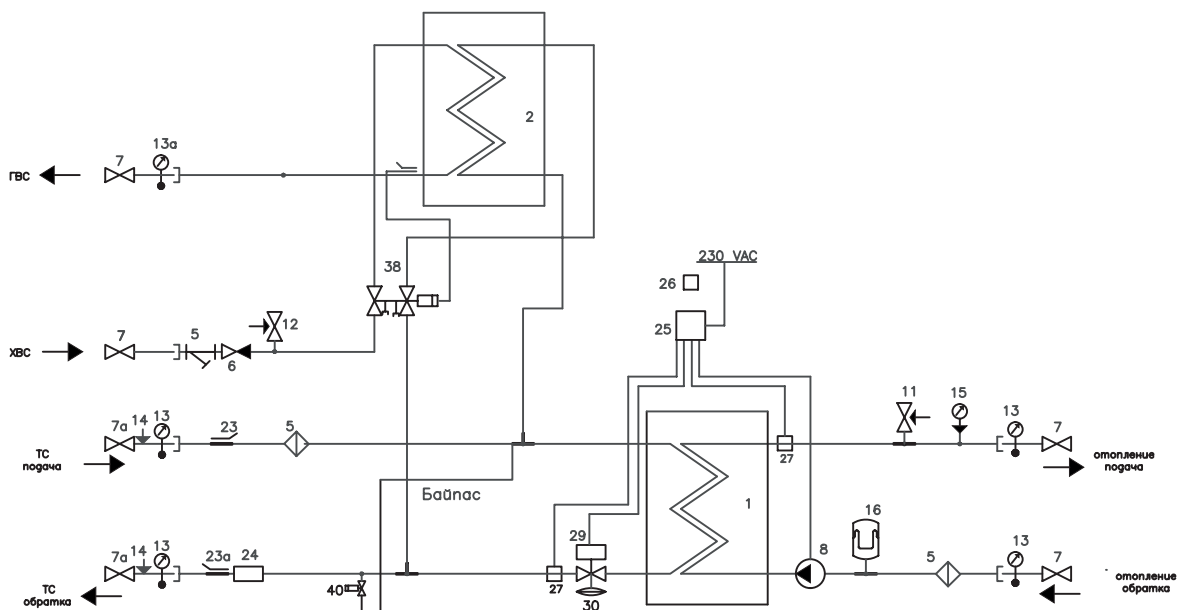 2
13а
7
ГВС
38
230 VAC
26
25
12
7
5
6
ХВС
11
15
13
7
7а
14
13
23
5
27
ТС
подача
отопление
подача
Байпас
1
16
29
8
7а
14
13
23а
24
13
5
7
40
27
30
ТС
обратка
отопление
обратка